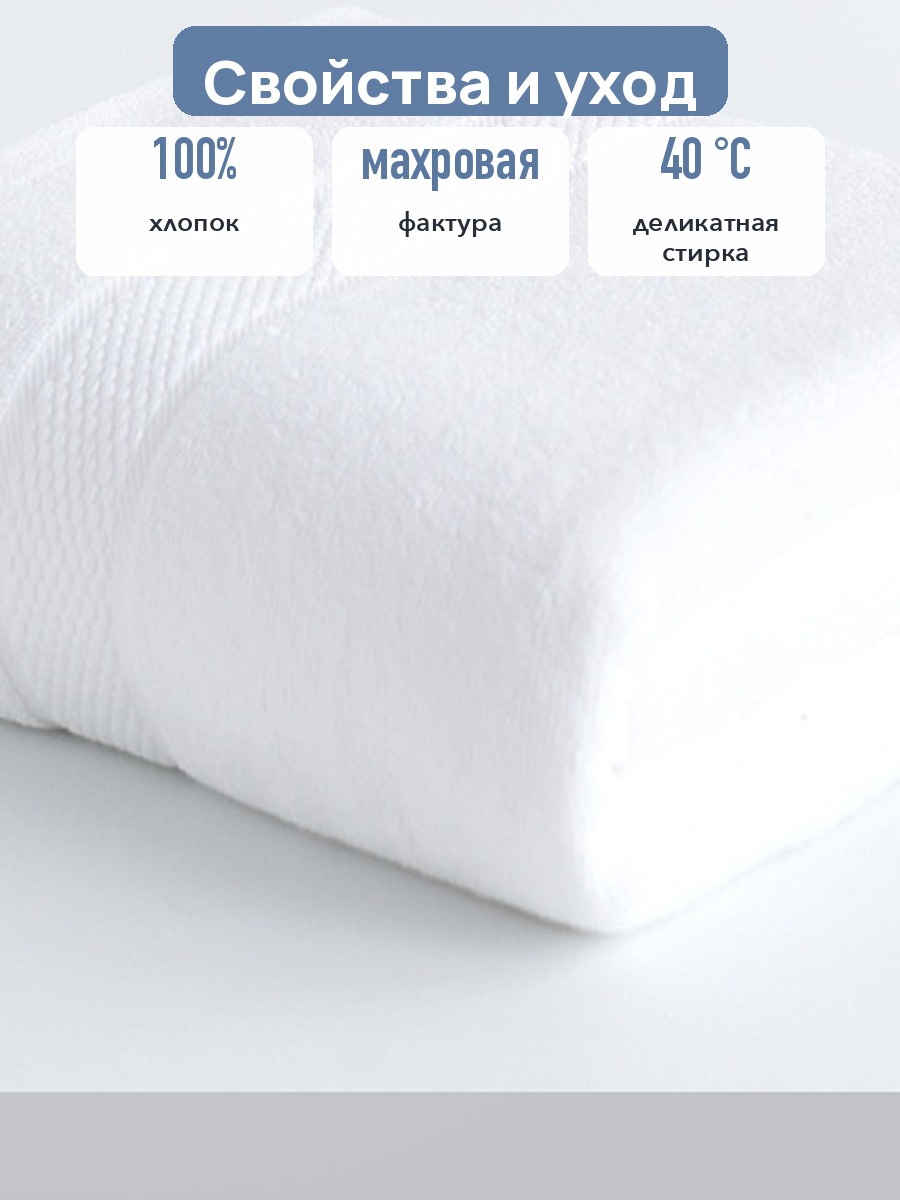 Свойства и уход
100%
хлопок
махровая
фактура
40 °C
деликатная
стирка